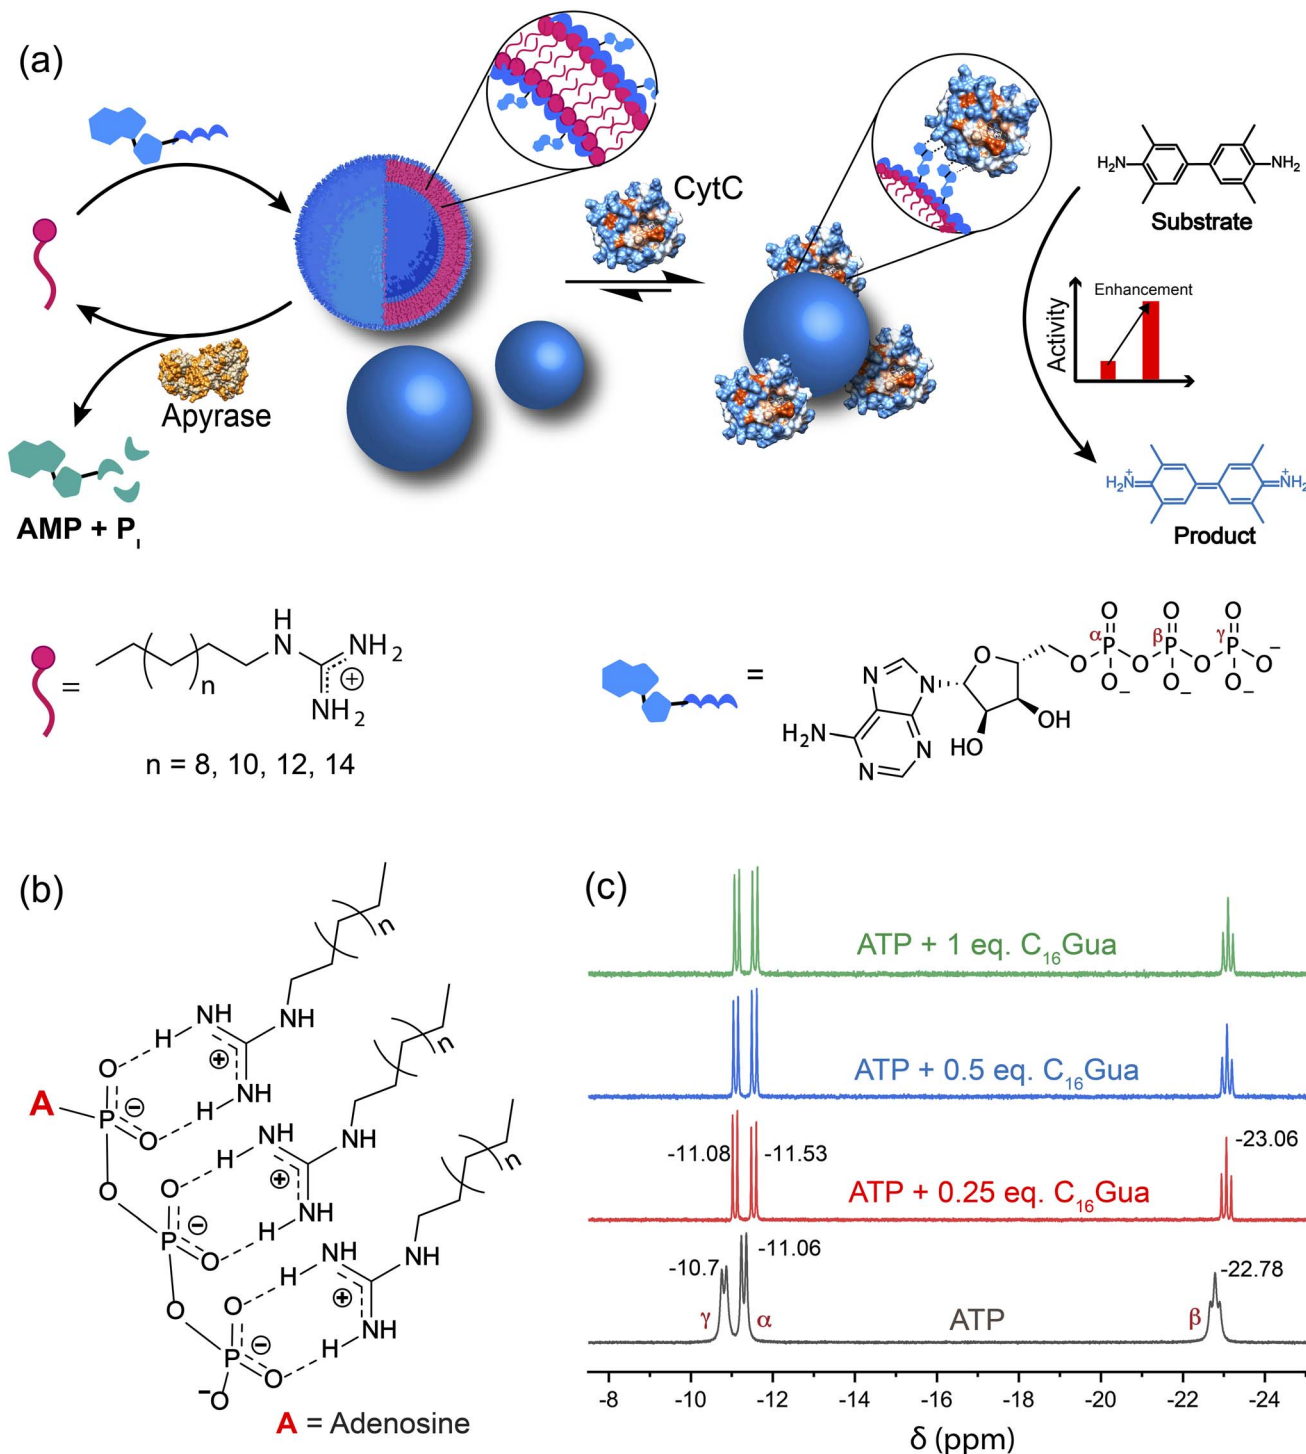 (a)
CytC
H₂N
NH₂
Substrate
Enhancement
Activity
Apyrase
AMP + Pᵢ
H₂N⁺
N⁺H₂
Product
H
N
NH₂
⊕
NH₂
n
=
n = 8, 10, 12, 14
=
O O O
α β γ
P P P
O O O O⁻
O⁻ O⁻ O⁻
O
N
N
N
N
H₂N
HO
OH
(b)
n
NH
NH
H
⊕
O
NH
H
A
P
⊖
O
n
NH
NH
H
⊕
O
NH
H
O
P
⊖
O
n
NH
NH
H
⊕
O
NH
H
O
P
⊖
O
⁻O
A = Adenosine
(c)
ATP + 1 eq. C₁₆Gua
ATP + 0.5 eq. C₁₆Gua
-11.08
-11.53
-23.06
ATP + 0.25 eq. C₁₆Gua
-10.7
-11.06
-22.78
γ
α
ATP
β
-8 -10 -12 -14 -16 -18 -20 -22 -24
δ (ppm)